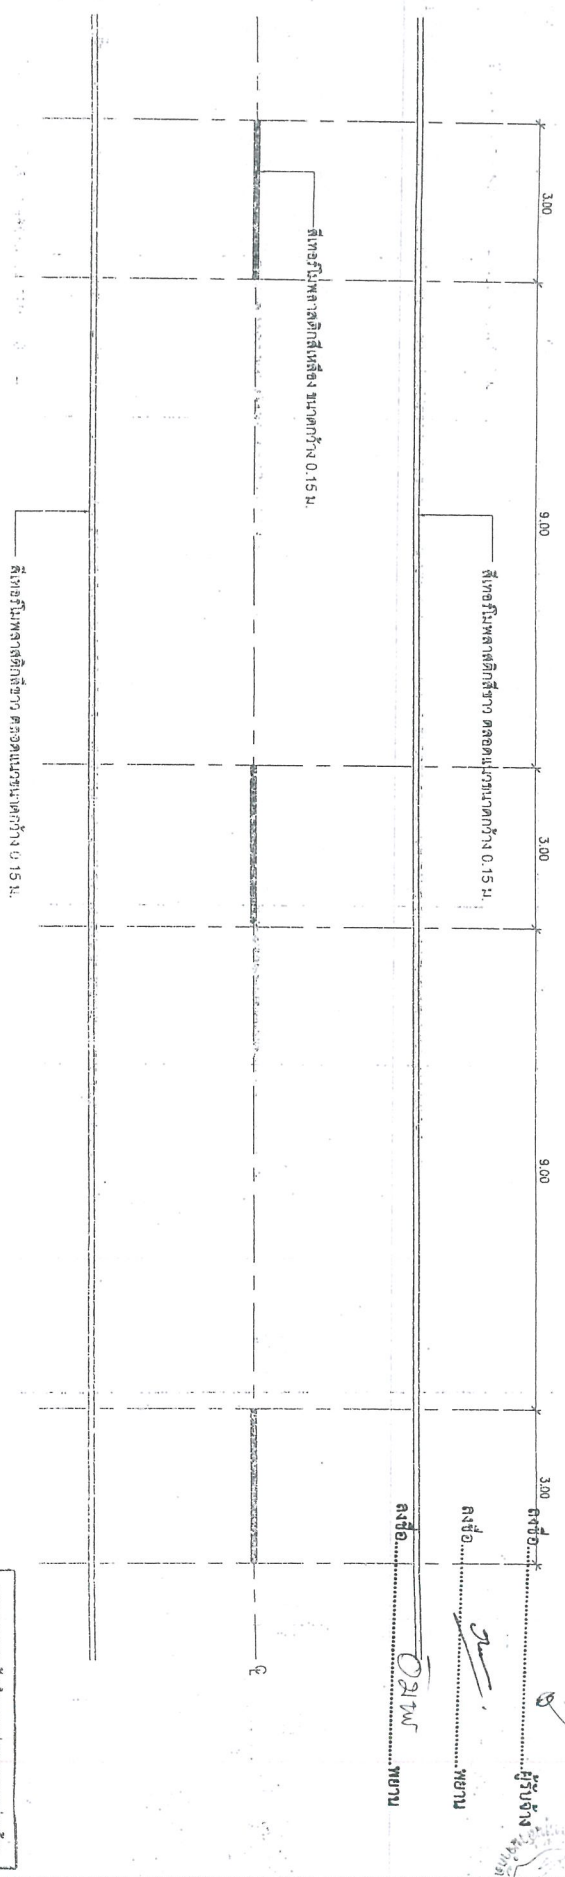 3.00
9.00
3.00
9.00
3.00
สีเทอร์โมพลาสติกสีขาว ตลอดแนวขนาดกว้าง 0.15 ม.
สีเทอร์โมพลาสติกสีเหลือง ขนาดกว้าง 0.15 ม.
สีเทอร์โมพลาสติกสีขาว ตลอดแนวขนาดกว้าง 0.15 ม.
ลงชื่อ....................ผู้รับจ้าง
ลงชื่อ....................พยาน
ลงชื่อ....................พยาน